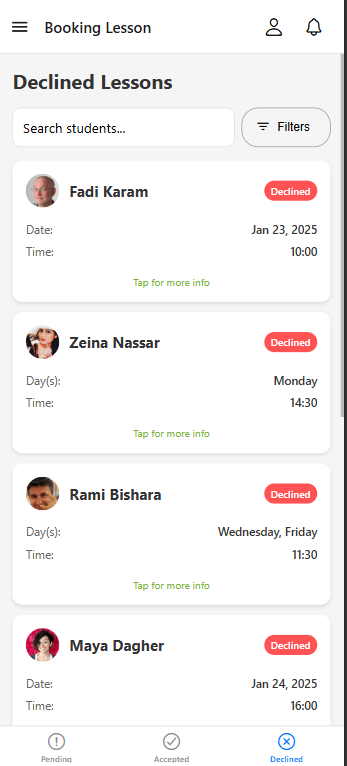 Booking Lesson
Declined Lessons
Search students...
Filters
Fadi Karam
Declined
Date: Jan 23, 2025
Time: 10:00
Tap for more info
Zeina Nassar
Declined
Day(s): Monday
Time: 14:30
Tap for more info
Rami Bishara
Declined
Day(s): Wednesday, Friday
Time: 11:30
Tap for more info
Maya Dagher
Declined
Date: Jan 24, 2025
Time: 16:00
Pending Accepted Declined